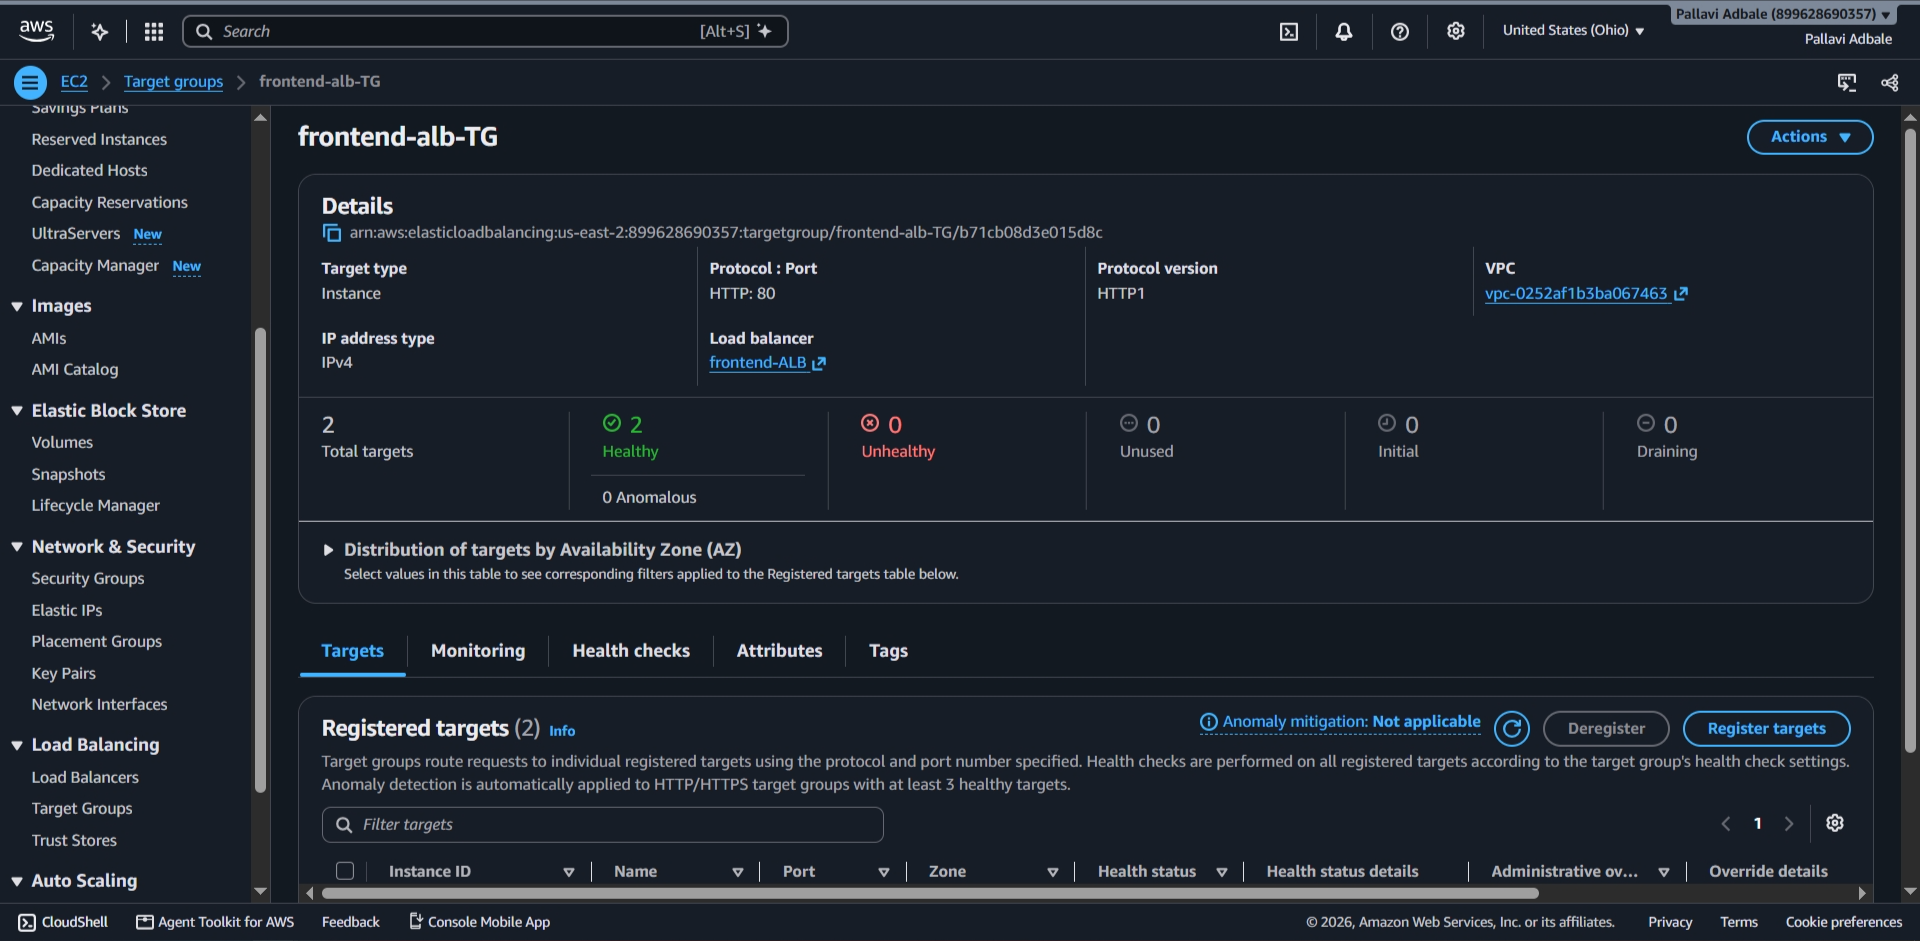 aws
Search
[Alt+S]
United States (Ohio)
Pallavi Adbale (899628690357)
Pallavi Adbale
EC2
Target groups
frontend-alb-TG
Savings Plans
Reserved Instances
Dedicated Hosts
Capacity Reservations
UltraServers New
Capacity Manager New
Images
AMIs
AMI Catalog
Elastic Block Store
Volumes
Snapshots
Lifecycle Manager
Network & Security
Security Groups
Elastic IPs
Placement Groups
Key Pairs
Network Interfaces
Load Balancing
Load Balancers
Target Groups
Trust Stores
Auto Scaling
frontend-alb-TG
Actions
Details
arn:aws:elasticloadbalancing:us-east-2:899628690357:targetgroup/frontend-alb-TG/b71cb08d3e015d8c
Target type
Instance
Protocol : Port
HTTP: 80
Protocol version
HTTP1
VPC
vpc-0252af1b3ba067463
IP address type
IPv4
Load balancer
frontend-ALB
2
Total targets
2
Healthy
0 Anomalous
0
Unhealthy
0
Unused
0
Initial
0
Draining
Distribution of targets by Availability Zone (AZ)
Select values in this table to see corresponding filters applied to the Registered targets table below.
Targets
Monitoring
Health checks
Attributes
Tags
Registered targets (2) Info
Anomaly mitigation: Not applicable
Deregister
Register targets
Target groups route requests to individual registered targets using the protocol and port number specified. Health checks are performed on all registered targets according to the target group's health check settings.
Anomaly detection is automatically applied to HTTP/HTTPS target groups with at least 3 healthy targets.
Filter targets
1
Instance ID
Name
Port
Zone
Health status
Health status details
Administrative ov...
Override details
CloudShell
Agent Toolkit for AWS
Feedback
Console Mobile App
© 2026, Amazon Web Services, Inc. or its affiliates.
Privacy
Terms
Cookie preferences